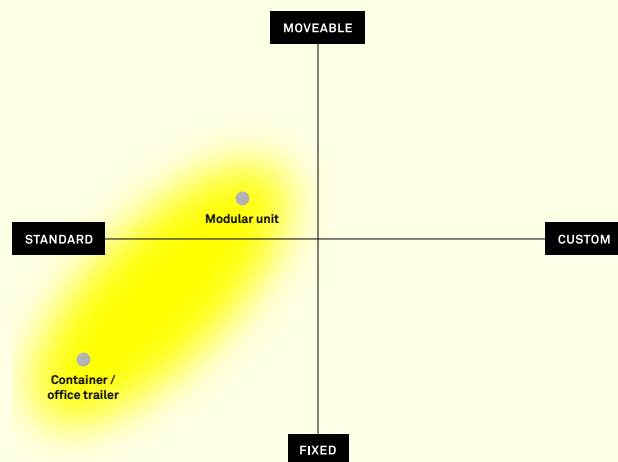 MOVEABLE
Modular unit
STANDARD
CUSTOM
Container /
office trailer
FIXED